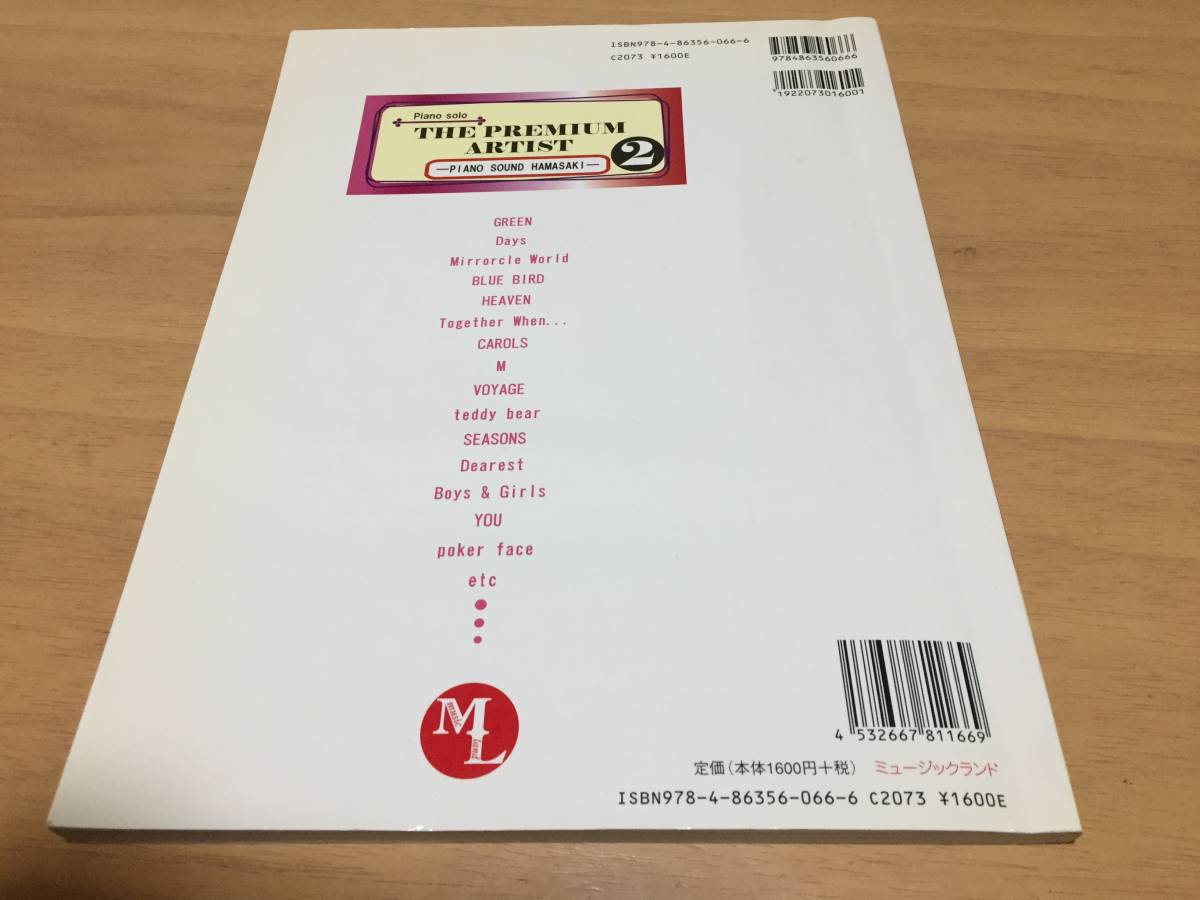 ISBN978-4-86356-066-6
C2073 ¥1600E
9784863560666
1922073016001
Piano solo
THE PREMIUM
ARTIST
2
—PIANO SOUND HAMASAKI—
GREEN
Days
Mirrorcle World
BLUE BIRD
HEAVEN
Together When...
CAROLS
M
VOYAGE
teddy bear
SEASONS
Dearest
Boys & Girls
YOU
poker face
etc
M
music
L
land
4 532667 811669
定価(本体1600円+税) ミュージックランド
ISBN978-4-86356-066-6 C2073 ¥1600E